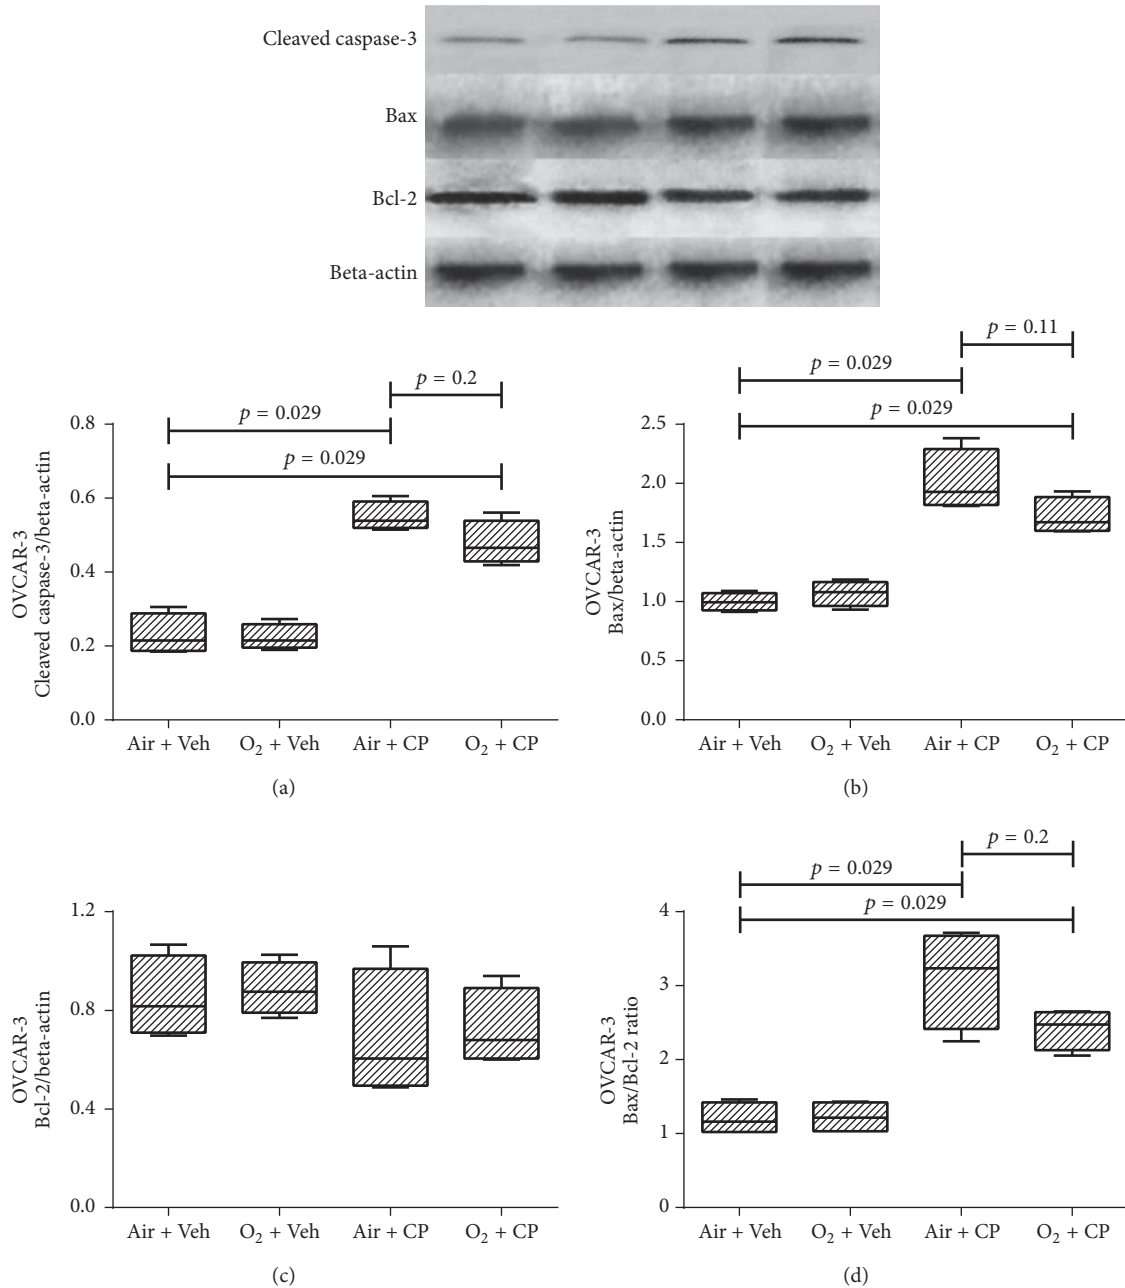 Cleaved caspase-3
Bax
Bcl-2
Beta-actin
p = 0.2
p = 0.029
p = 0.029
0.8
0.6
0.4
0.2
0.0
OVCAR-3
Cleaved caspase-3/beta-actin
Air + Veh O₂ + Veh Air + CP O₂ + CP
(a)
p = 0.11
p = 0.029
p = 0.029
2.5
2.0
1.5
1.0
0.5
0.0
OVCAR-3
Bax/beta-actin
Air + Veh O₂ + Veh Air + CP O₂ + CP
(b)
1.2
0.8
0.4
0.0
OVCAR-3
Bcl-2/beta-actin
Air + Veh O₂ + Veh Air + CP O₂ + CP
(c)
p = 0.2
p = 0.029
p = 0.029
4
3
2
1
0
OVCAR-3
Bax/Bcl-2 ratio
Air + Veh O₂ + Veh Air + CP O₂ + CP
(d)